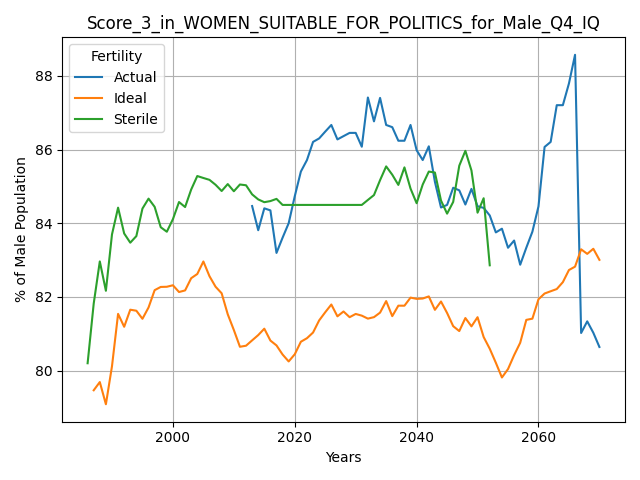 Score_3_in_WOMEN_SUITABLE_FOR_POLITICS_for_Male_Q4_IQ
Fertility
Actual
Ideal
Sterile
% of Male Population
88
86
84
82
80
2000
2020
2040
2060
Years